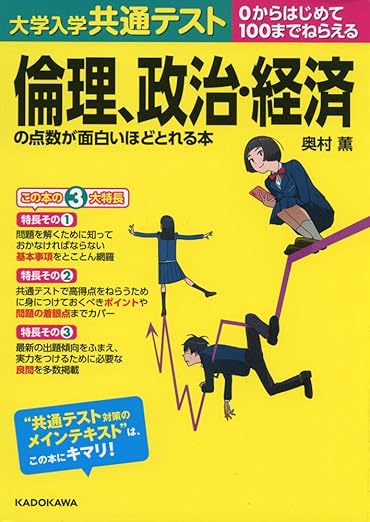 大学入学共通テスト
0からはじめて
100までねらえる
倫理、政治・経済
の点数が面白いほどとれる本
奥村 薫
この本の3大特長
特長その1
問題を解くために知って
おかなければならない
基本事項をとことん網羅
特長その2
共通テストで高得点をねらうため
に身につけておくべきポイントや
問題の着眼点までカバー
特長その3
最新の出題傾向をふまえ、
実力をつけるために必要な
良問を多数掲載
“共通テスト対策の
メインテキスト”は、
この本にキマリ!
KADOKAWA